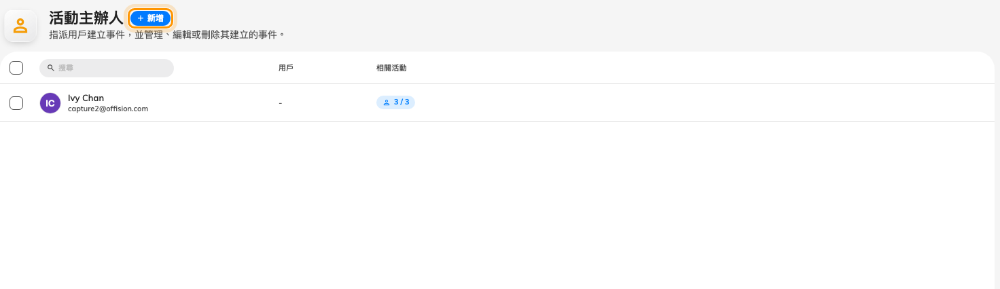 活動主辦人
+ 新增
指派用戶建立事件，並管理、編輯或刪除其建立的事件。
搜尋
用戶
相關活動
IC
Ivy Chan
capture2@offision.com
-
3 / 3